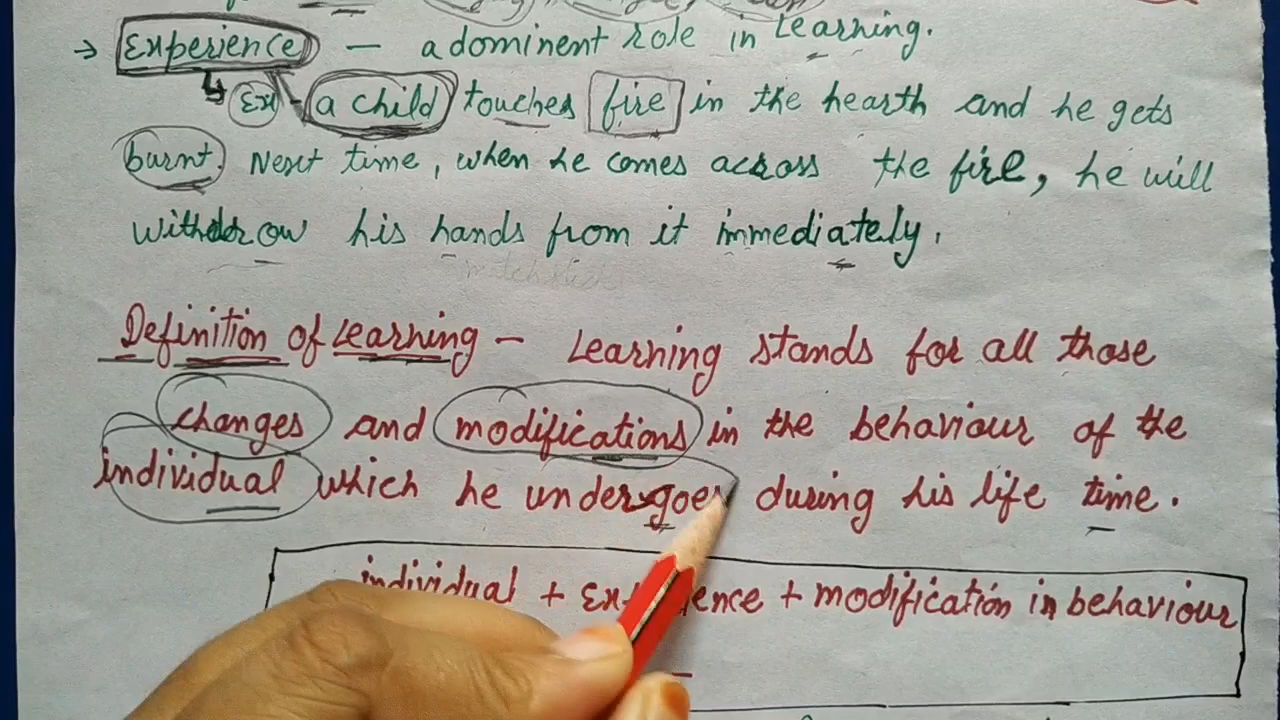 → Experience — a dominent role in Learning.
Ex - a child touches fire in the hearth and he gets
burnt. Next time, when he comes across the fire, he will
withdrow his hands from it immediately.
Definition of Learning - Learning stands for all those
changes and modifications in the behaviour of the
individual which he undergoes during his life time.
individual + + modification in behaviour